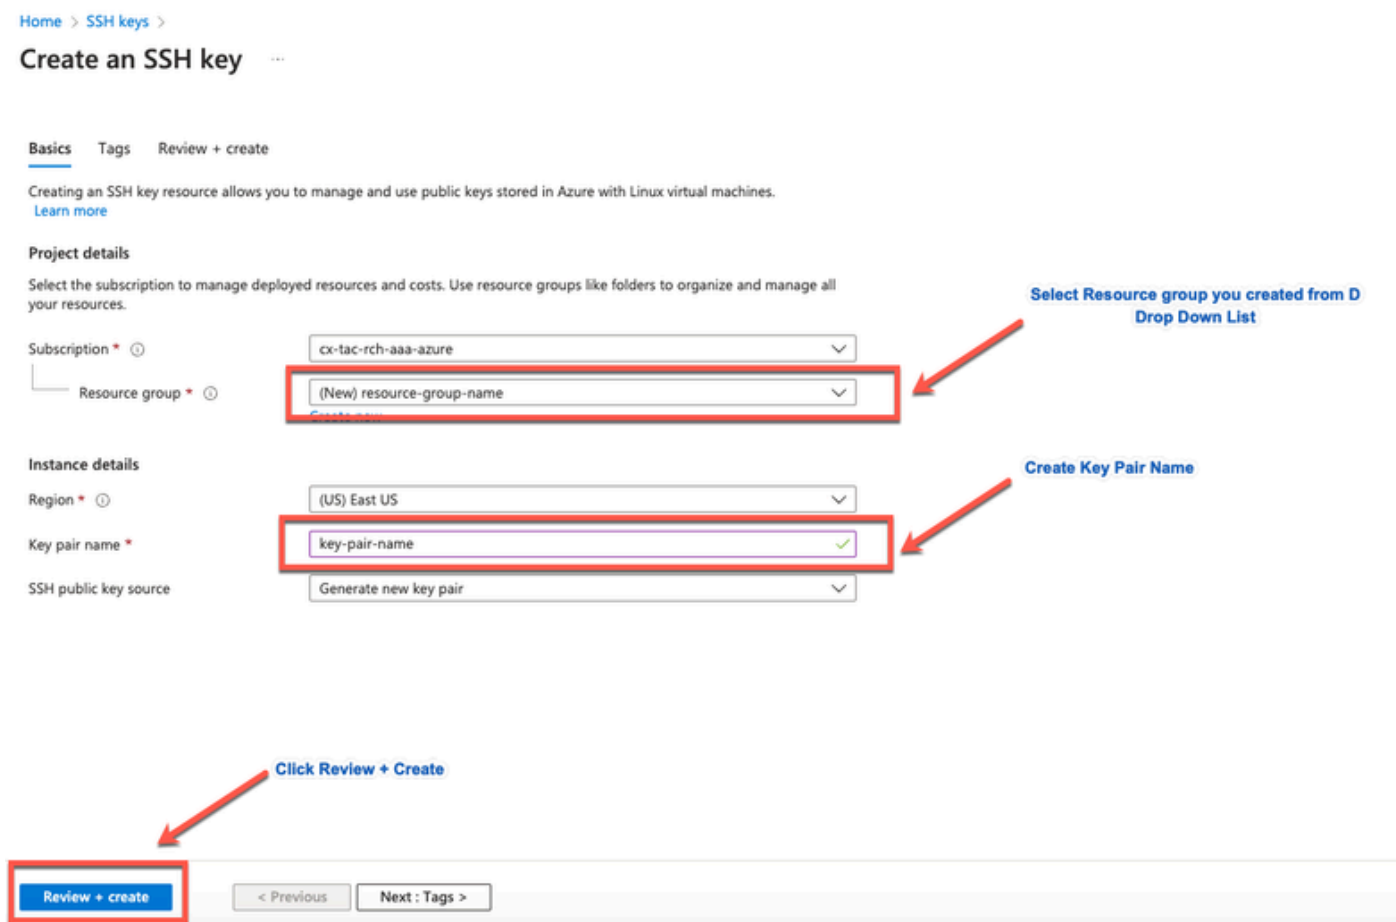 Home > SSH keys >
Create an SSH key ...
Basics Tags Review + create
Creating an SSH key resource allows you to manage and use public keys stored in Azure with Linux virtual machines.
Learn more
Project details
Select the subscription to manage deployed resources and costs. Use resource groups like folders to organize and manage all
your resources.
Select Resource group you created from D
Drop Down List
Subscription * cx-tac-rch-aaa-azure
Resource group * (New) resource-group-name
Create new
Instance details
Create Key Pair Name
Region * (US) East US
Key pair name * key-pair-name
SSH public key source Generate new key pair
Click Review + Create
Review + create < Previous Next : Tags >